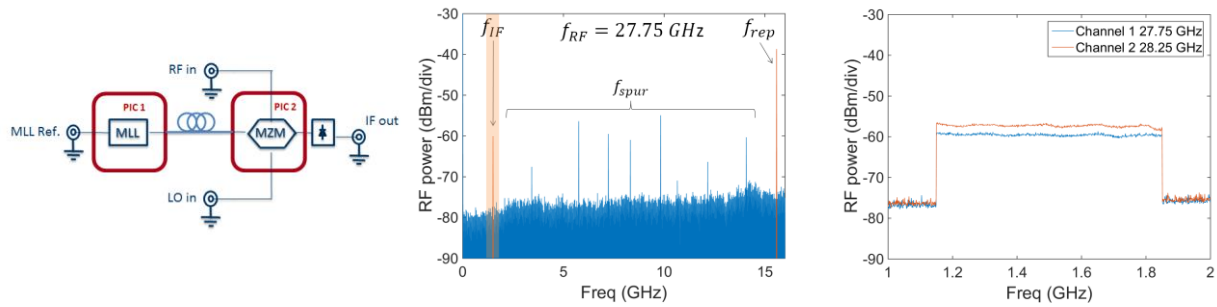 RF in
PIC 1
PIC 2
MLL Ref.
MLL
MZM
IF out
LO in
f_IF
f_RF = 27.75 GHz
f_rep
f_spur
-30
-40
-50
-60
-70
-80
-90
RF power (dBm/div)
0
5
10
15
Freq (GHz)
Channel 1 27.75 GHz
Channel 2 28.25 GHz
-30
-40
-50
-60
-70
-80
-90
RF power (dBm/div)
1
1.2
1.4
1.6
1.8
2
Freq (GHz)